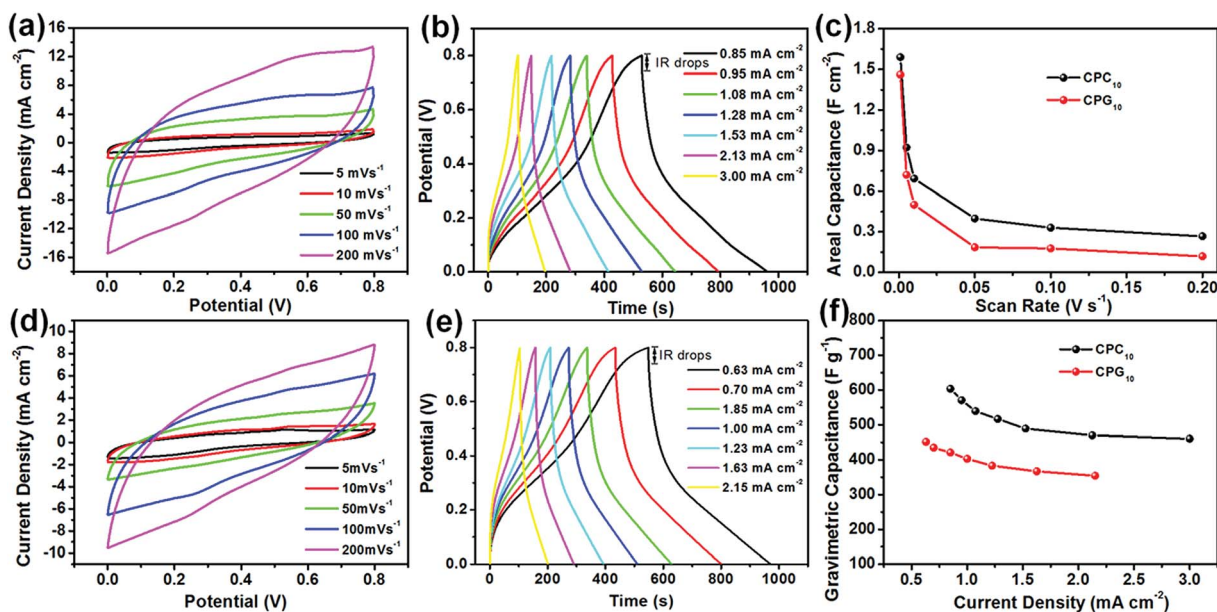 (a)
Current Density (mA cm⁻²)
16
12
8
4
0
-4
-8
-12
-16
5 mVs⁻¹
10 mVs⁻¹
50 mVs⁻¹
100 mVs⁻¹
200 mVs⁻¹
0.0 0.2 0.4 0.6 0.8
Potential (V)
(b)
Potential (V)
0.8
0.6
0.4
0.2
0.0
IR drops
0.85 mA cm⁻²
0.95 mA cm⁻²
1.08 mA cm⁻²
1.28 mA cm⁻²
1.53 mA cm⁻²
2.13 mA cm⁻²
3.00 mA cm⁻²
0 200 400 600 800 1000
Time (s)
(c)
Areal Capacitance (F cm⁻²)
1.8
1.5
1.2
0.9
0.6
0.3
0.0
CPC₁₀
CPG₁₀
0.00 0.05 0.10 0.15 0.20
Scan Rate (V s⁻¹)
(d)
Current Density (mA cm⁻²)
10
8
6
4
2
0
-2
-4
-6
-8
-10
5mVs⁻¹
10mVs⁻¹
50mVs⁻¹
100mVs⁻¹
200mVs⁻¹
0.0 0.2 0.4 0.6 0.8
Potential (V)
(e)
Potential (V)
0.8
0.6
0.4
0.2
0.0
IR drops
0.63 mA cm⁻²
0.70 mA cm⁻²
1.85 mA cm⁻²
1.00 mA cm⁻²
1.23 mA cm⁻²
1.63 mA cm⁻²
2.15 mA cm⁻²
0 200 400 600 800 1000
Time (s)
(f)
Gravimetric Capacitance (F g⁻¹)
800
700
600
500
400
300
200
100
CPC₁₀
CPG₁₀
0.5 1.0 1.5 2.0 2.5 3.0
Current Density (mA cm⁻²)